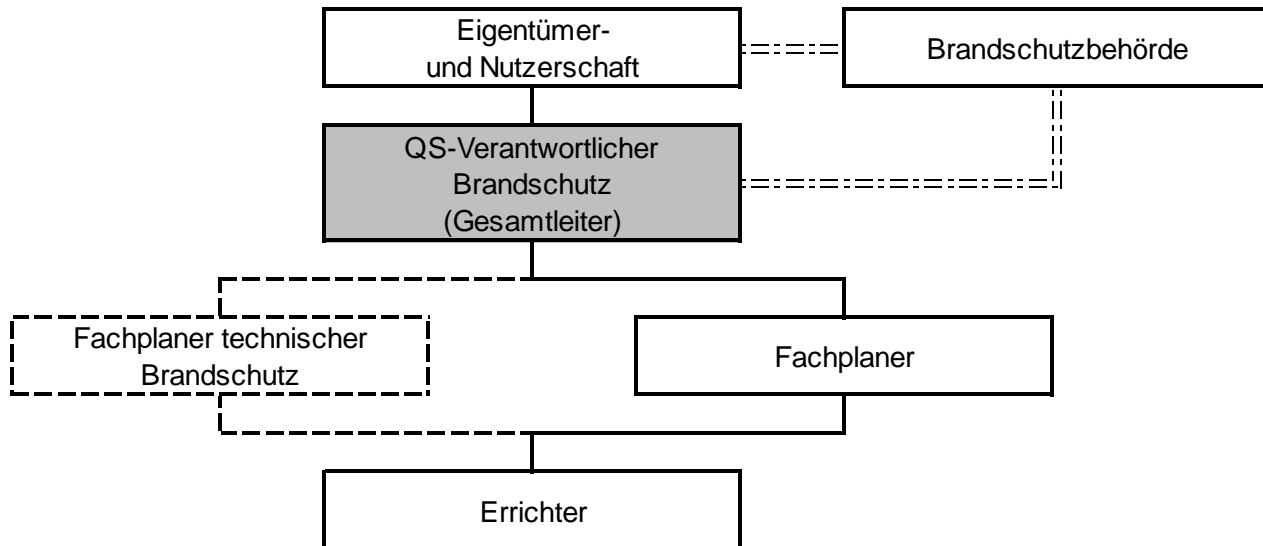 Eigentümer-
und Nutzerschaft
Brandschutzbehörde
QS-Verantwortlicher
Brandschutz
(Gesamtleiter)
Fachplaner technischer
Brandschutz
Fachplaner
Errichter